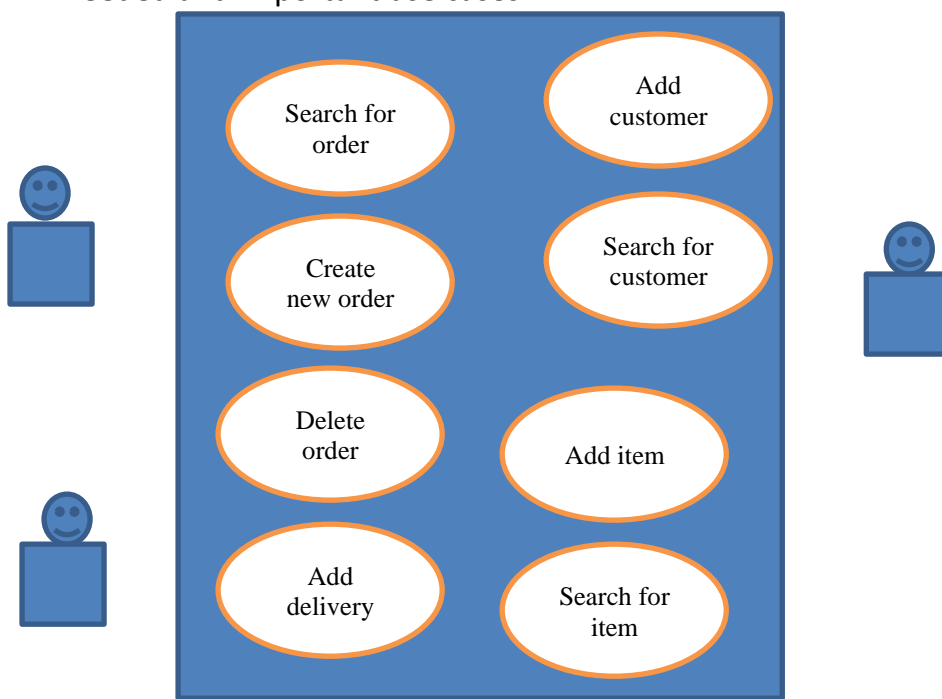 Search for
order
Add
customer
Create
new order
Search for
customer
Delete
order
Add item
Add
delivery
Search for
item